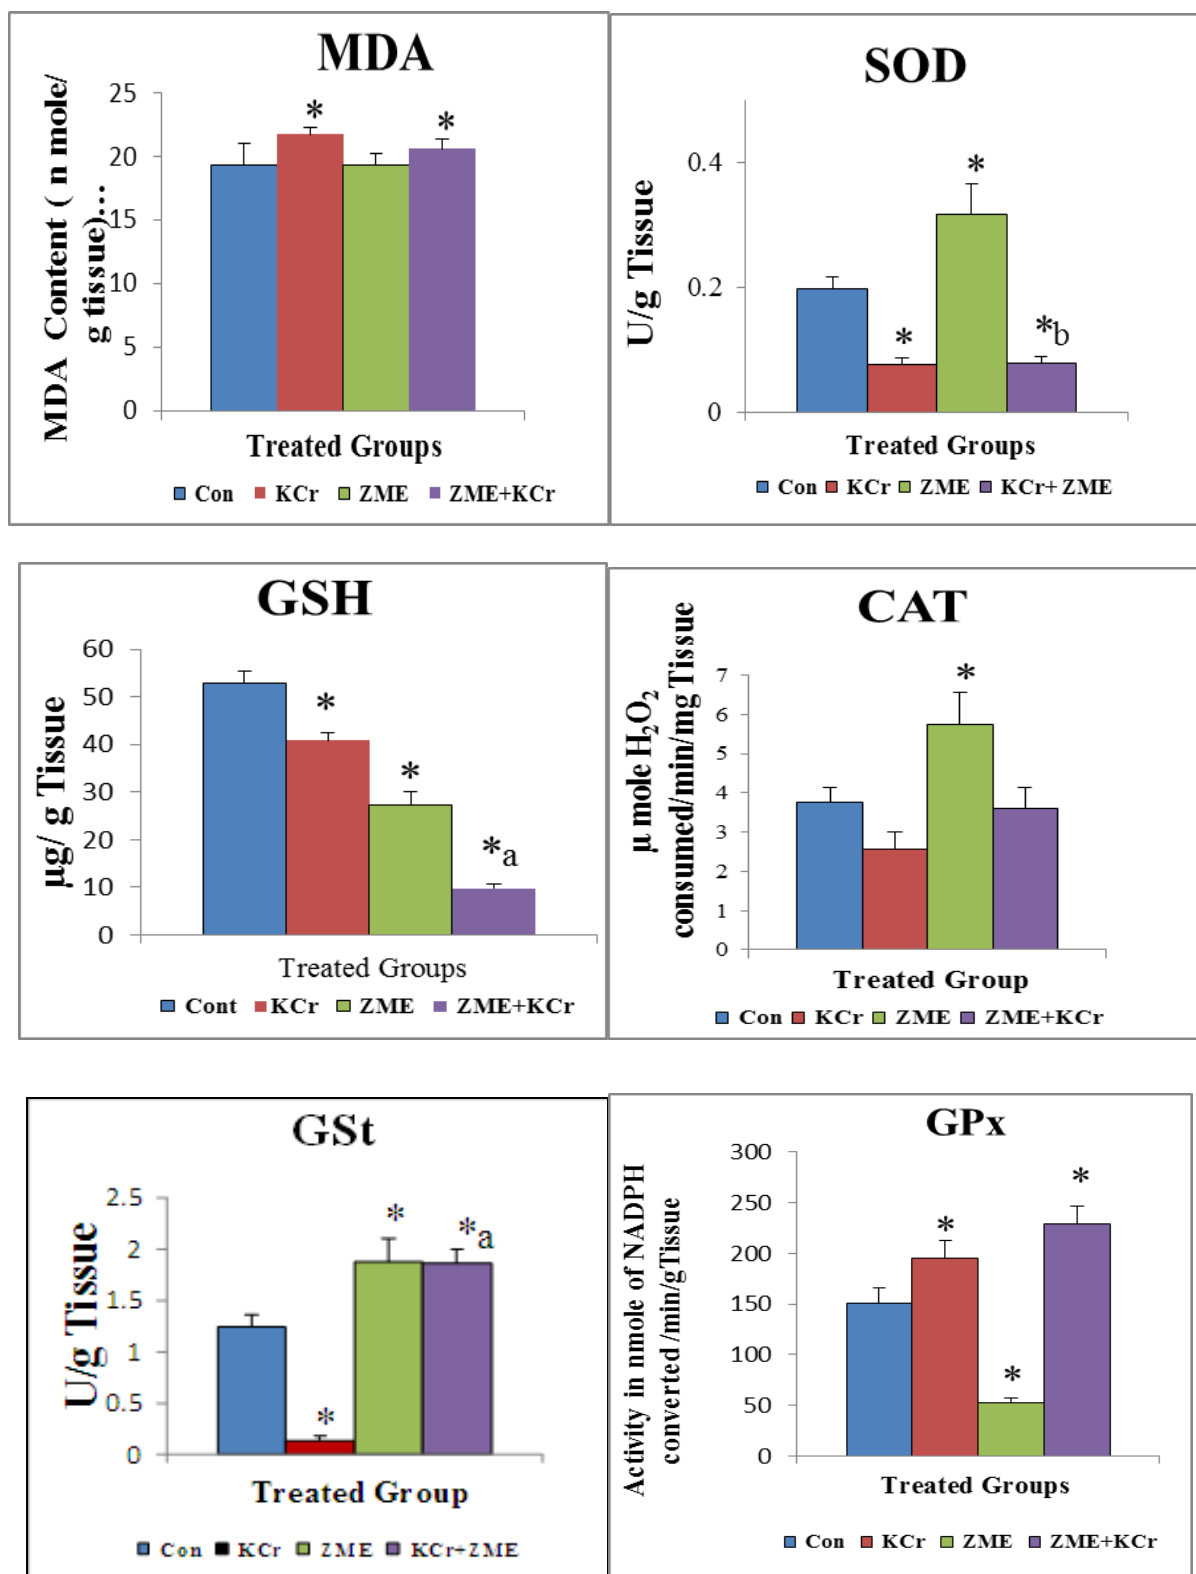 MDA
MDA Content ( n mole/
g tissue)...
25
20
15
10
5
0
*
*
Treated Groups
Con KCr ZME ZME+KCr
SOD
U/g Tissue
0.4
0.2
0
*
*
*b
Treated Groups
Con KCr ZME KCr+ ZME
GSH
µg/ g Tissue
60
50
40
30
20
10
0
*
*
*a
Treated Groups
Cont KCr ZME ZME+KCr
CAT
µ mole H₂O₂
consumed/min/mg Tissue
7
6
5
4
3
2
1
0
*
Treated Group
Con KCr ZME ZME+KCr
GSt
U/g Tissue
2.5
2
1.5
1
0.5
0
*
*
*a
Treated Group
Con KCr ZME KCr+ZME
GPx
Activity in nmole of NADPH
converted /min/gTissue
300
250
200
150
100
50
0
*
*
*
Treated Groups
Con KCr ZME ZME+KCr